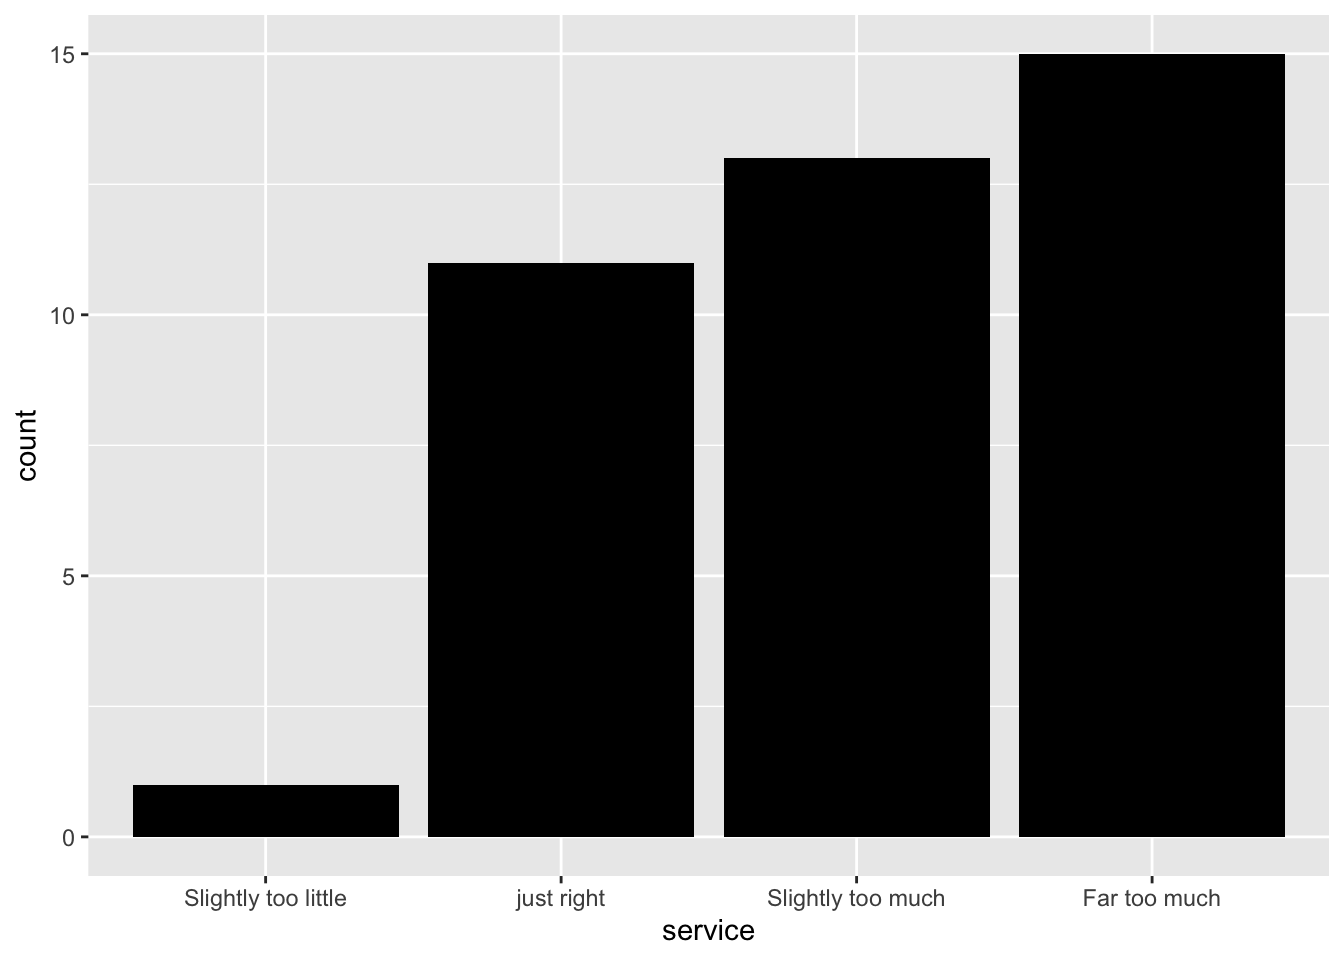 15
10
5
0
count
Slightly too little
just right
Slightly too much
Far too much
service